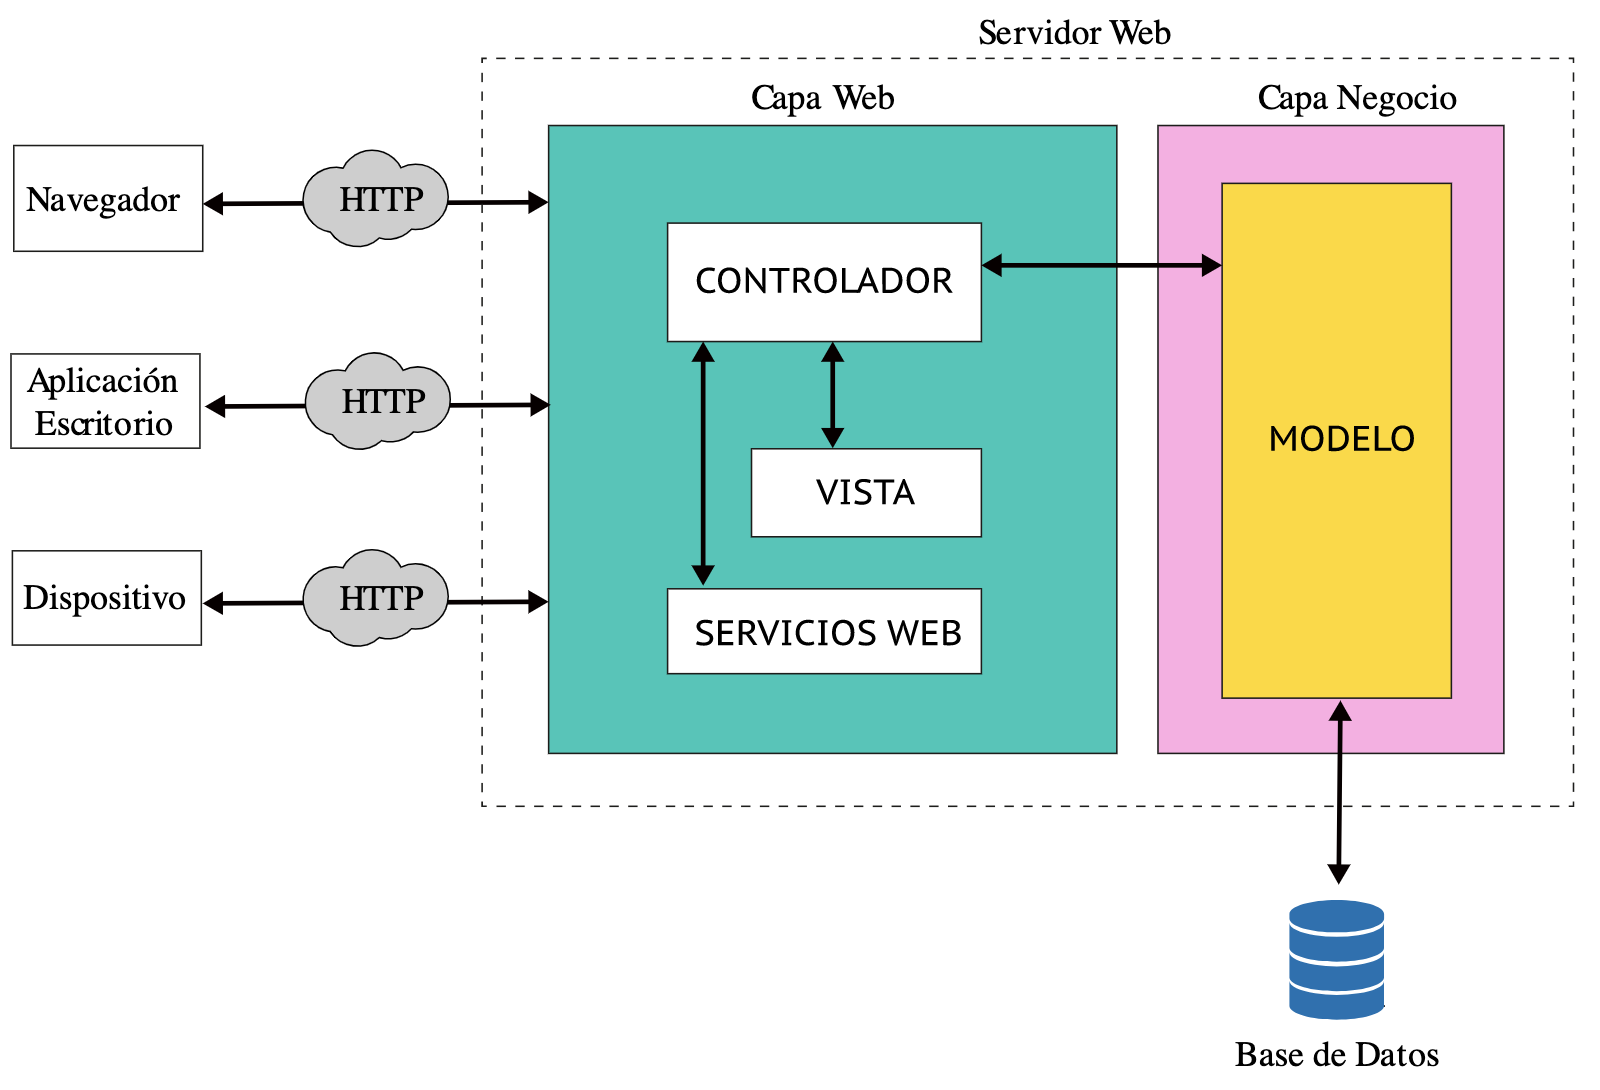 Servidor Web
Capa Web
Capa Negocio
Navegador
HTTP
CONTROLADOR
Aplicación
Escritorio
HTTP
MODELO
VISTA
Dispositivo
HTTP
SERVICIOS WEB
Base de Datos